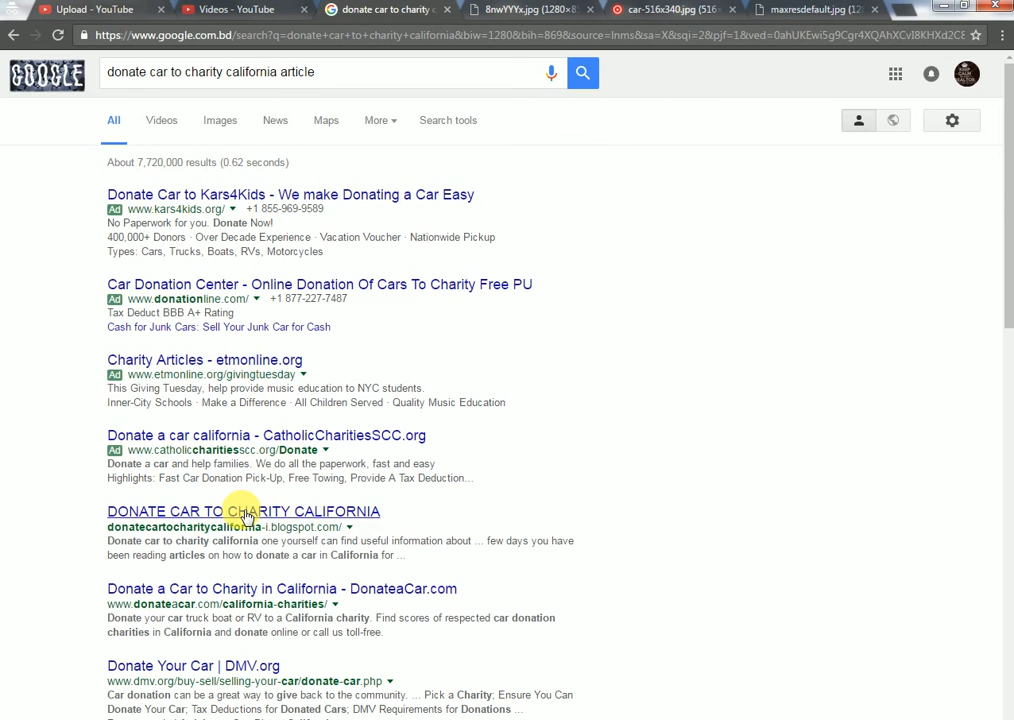 Upload - YouTube
Videos - YouTube
donate car to charity c
8nwYYYx.jpg (1280×8
car-516x340.jpg (516×
maxresdefault.jpg (128
https://www.google.com.bd/search?q=donate+car+to+charity+california&biw=1280&bih=869&source=lnms&sa=X&sqi=2&pjf=1&ved=
GOOGLE
donate car to charity california article
KEEP CALM
REALTOR
All
Videos
Images
News
Maps
More
Search tools
About 7,720,000 results (0.62 seconds)
Donate Car to Kars4Kids - We make Donating a Car Easy
Ad www.kars4kids.org/ +1 855-969-9589
No Paperwork for you. Donate Now!
400,000+ Donors · Over Decade Experience · Vacation Voucher · Nationwide Pickup
Types: Cars, Trucks, Boats, RVs, Motorcycles
Car Donation Center - Online Donation Of Cars To Charity Free PU
Ad www.donationline.com/ +1 877-227-7487
Tax Deduct BBB A+ Rating
Cash for Junk Cars: Sell Your Junk Car for Cash
Charity Articles - etmonline.org
Ad www.etmonline.org/givingtuesday
This Giving Tuesday, help provide music education to NYC students.
Inner-City Schools · Make a Difference · All Children Served · Quality Music Education
Donate a car california - CatholicCharitiesSCC.org
Ad www.catholiccharitiesscc.org/Donate
Donate a car and help families. We do all the paperwork, fast and easy
Highlights: Fast Car Donation Pick-Up, Free Towing, Provide A Tax Deduction...
DONATE CAR TO CHARITY CALIFORNIA
donatecartocharitycalifornia-i.blogspot.com/
Donate car to charity california one yourself can find useful information about ... few days you have
been reading articles on how to donate a car in California for ...
Donate a Car to Charity in California - DonateaCar.com
www.donateacar.com/california-charities/
Donate your car truck boat or RV to a California charity. Find scores of respected car donation
charities in California and donate online or call us toll-free.
Donate Your Car | DMV.org
www.dmv.org/buy-sell/selling-your-car/donate-car.php
Car donation can be a great way to give back to the community. ... Pick a Charity; Ensure You Can
Donate Your Car; Tax Deductions for Donated Cars; DMV Requirements for Donations ...